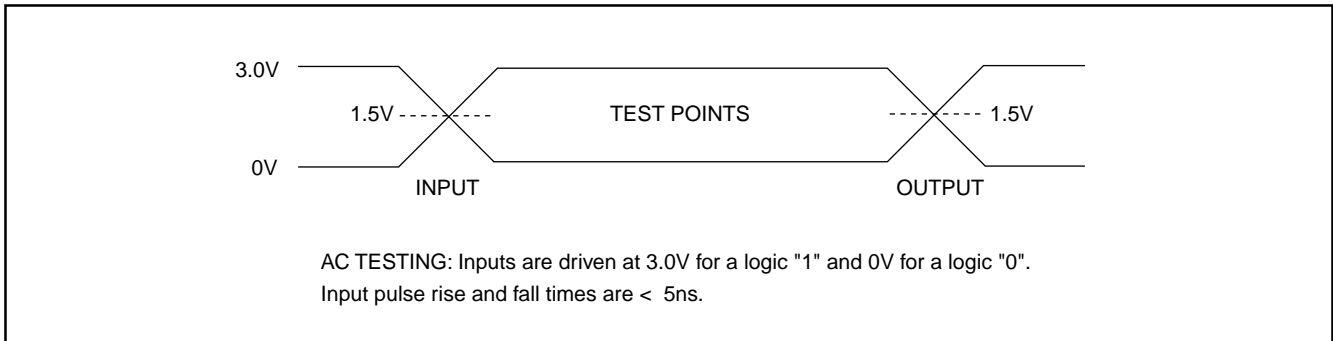 3.0V
1.5V
TEST POINTS
1.5V
0V
INPUT
OUTPUT
AC TESTING: Inputs are driven at 3.0V for a logic "1" and 0V for a logic "0".
Input pulse rise and fall times are < 5ns.